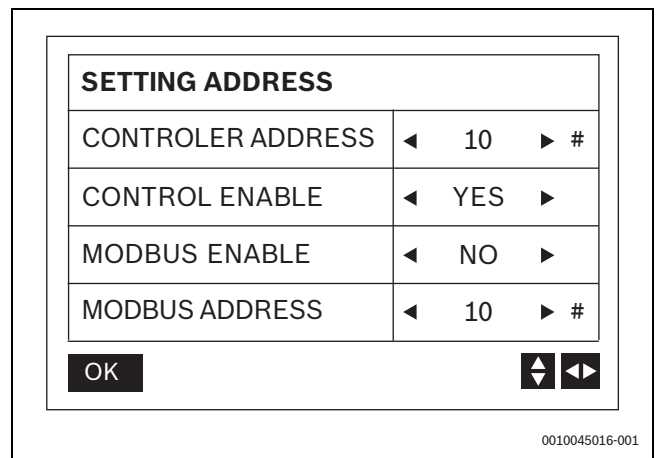 SETTING ADDRESS
CONTROLER ADDRESS ◀ 10 ▶ #
CONTROL ENABLE ◀ YES ▶
MODBUS ENABLE ◀ NO ▶
MODBUS ADDRESS ◀ 10 ▶ #
OK
0010045016-001